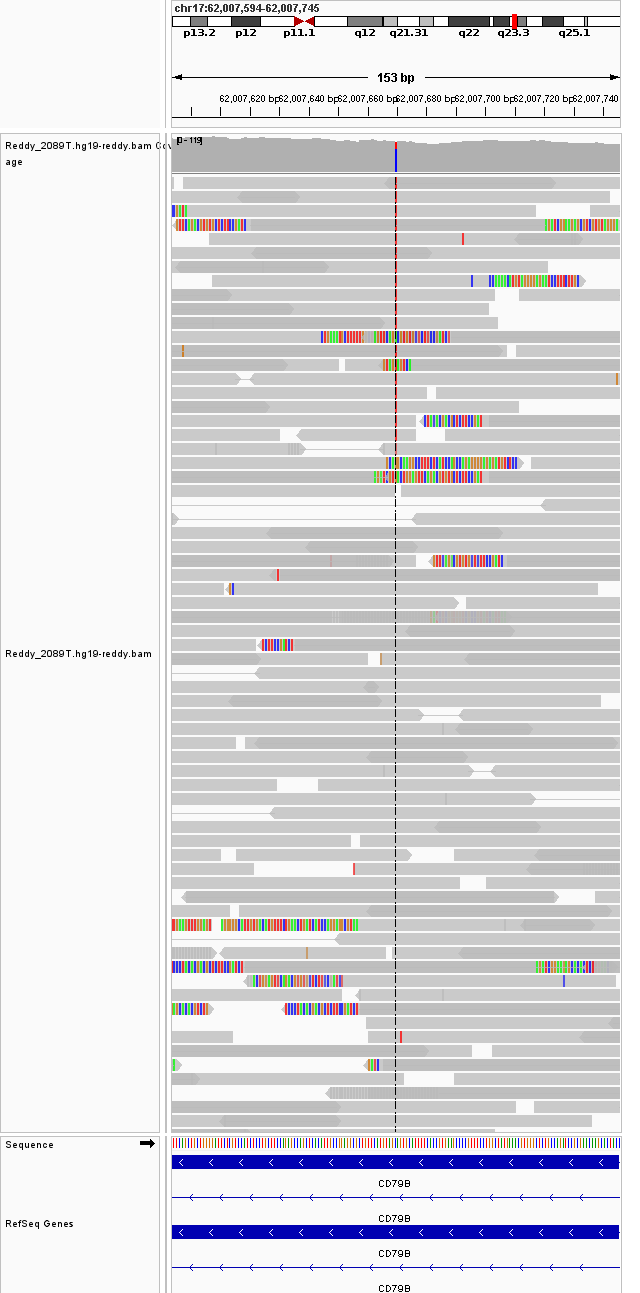 chr17:62,007,594-62,007,745
p13.2 p12 p11.1 q12 q21.31 q22 q23.3 q25.1
153 bp
62,007,620 bp 62,007,640 bp 62,007,660 bp 62,007,680 bp 62,007,700 bp 62,007,720 bp 62,007,740
[0 - 119]
Reddy_2089T.hg19-reddy.bam Cov
age
Reddy_2089T.hg19-reddy.bam
Sequence
CD79B
CD79B
RefSeq Genes
CD79B
CD79B